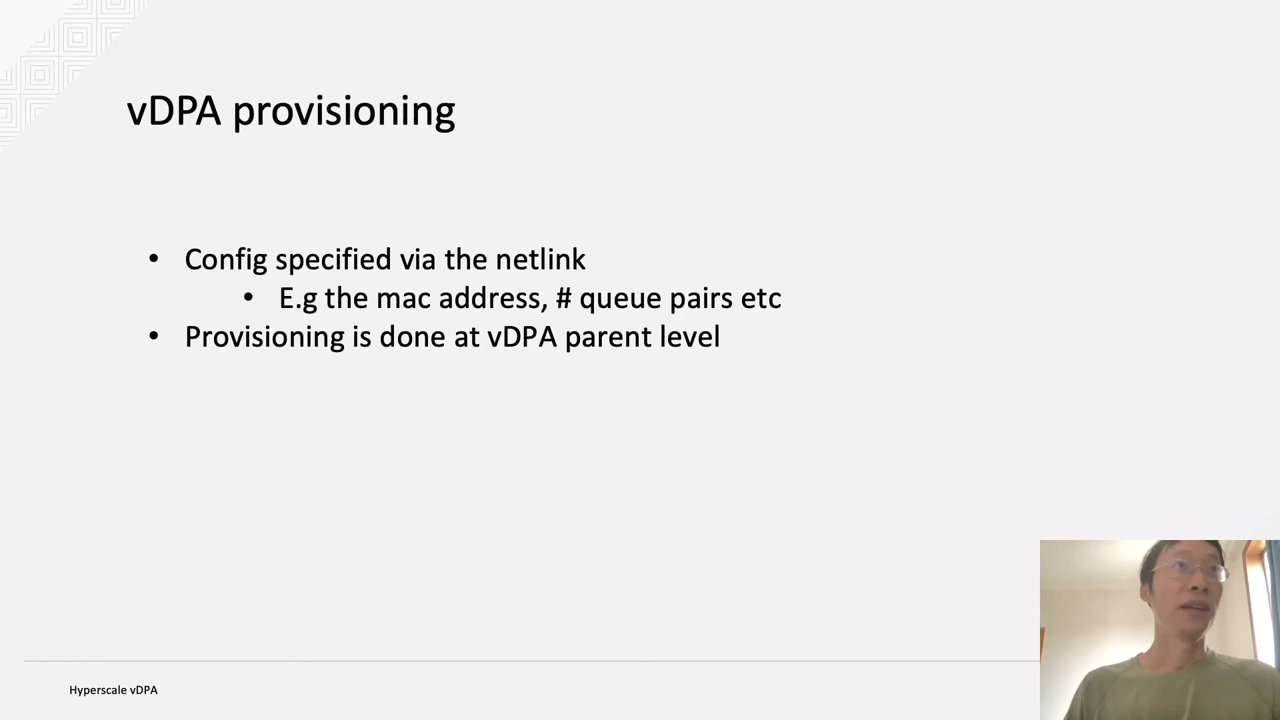 vDPA provisioning
• Config specified via the netlink
• E.g the mac address, # queue pairs etc
• Provisioning is done at vDPA parent level
Hyperscale vDPA